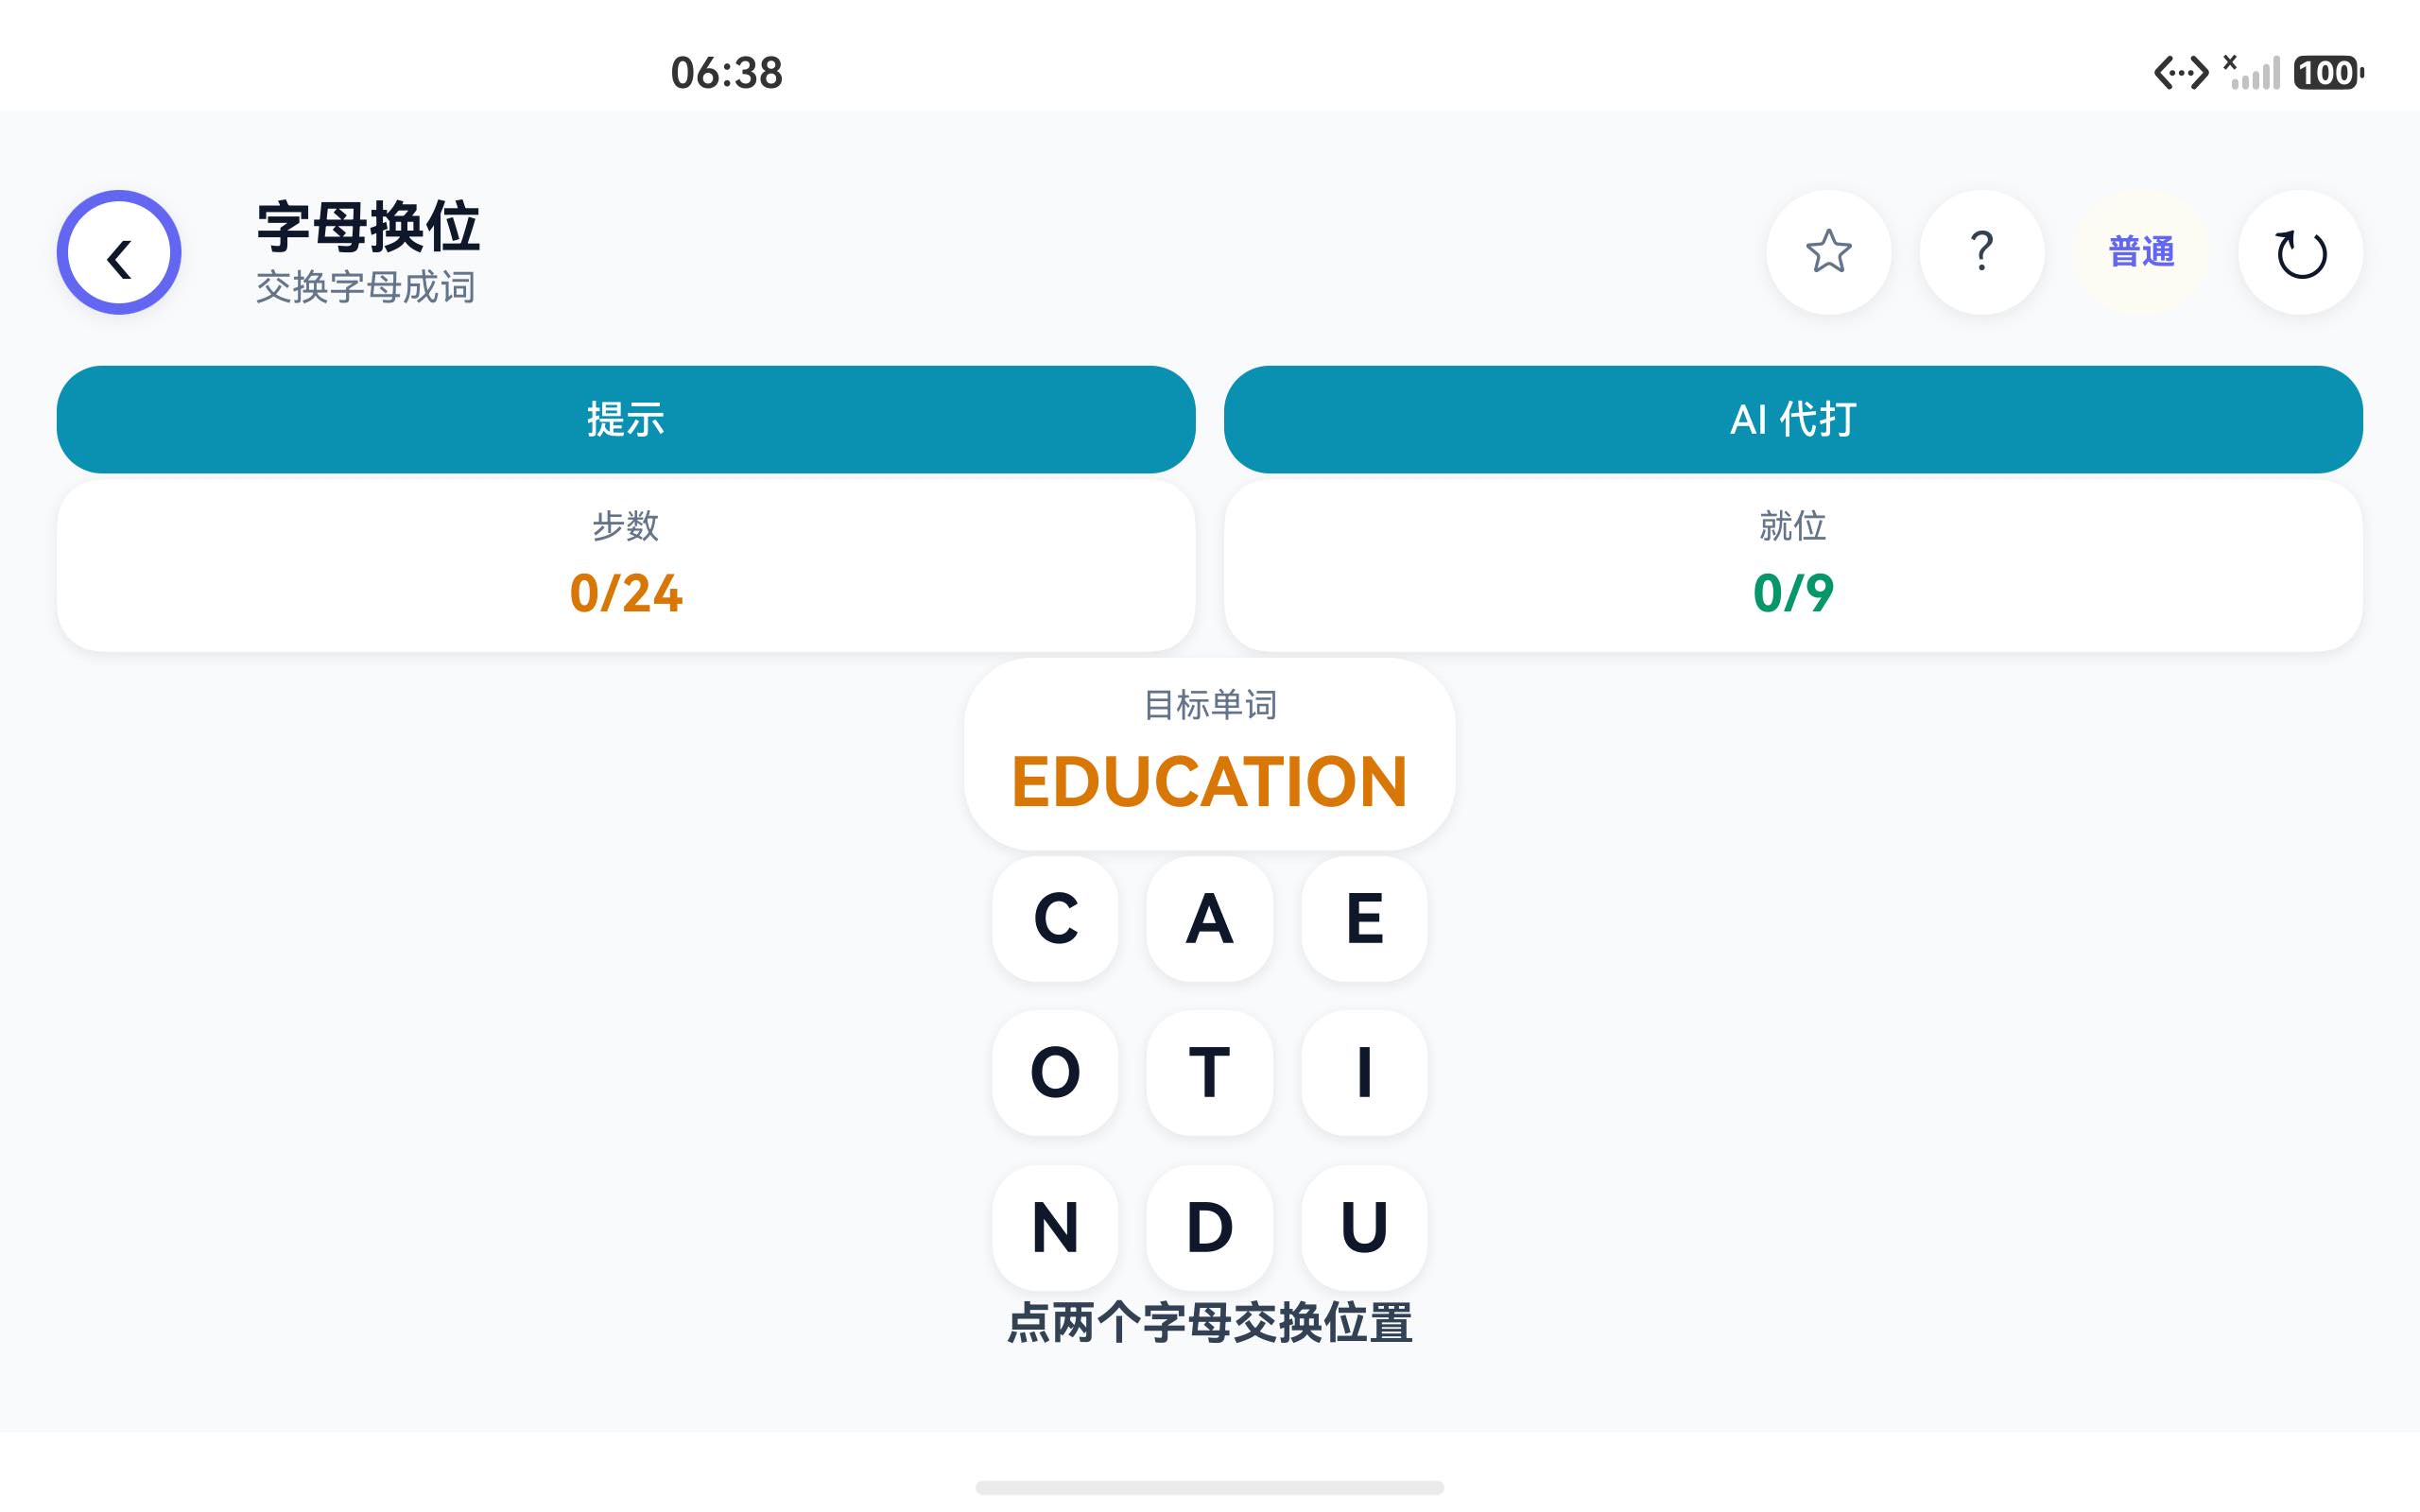 06:38
100
字母换位
交换字母成词
?
普通
提示
AI 代打
步数
0/24
就位
0/9
目标单词
EDUCATION
C A E
O T I
N D U
点两个字母交换位置